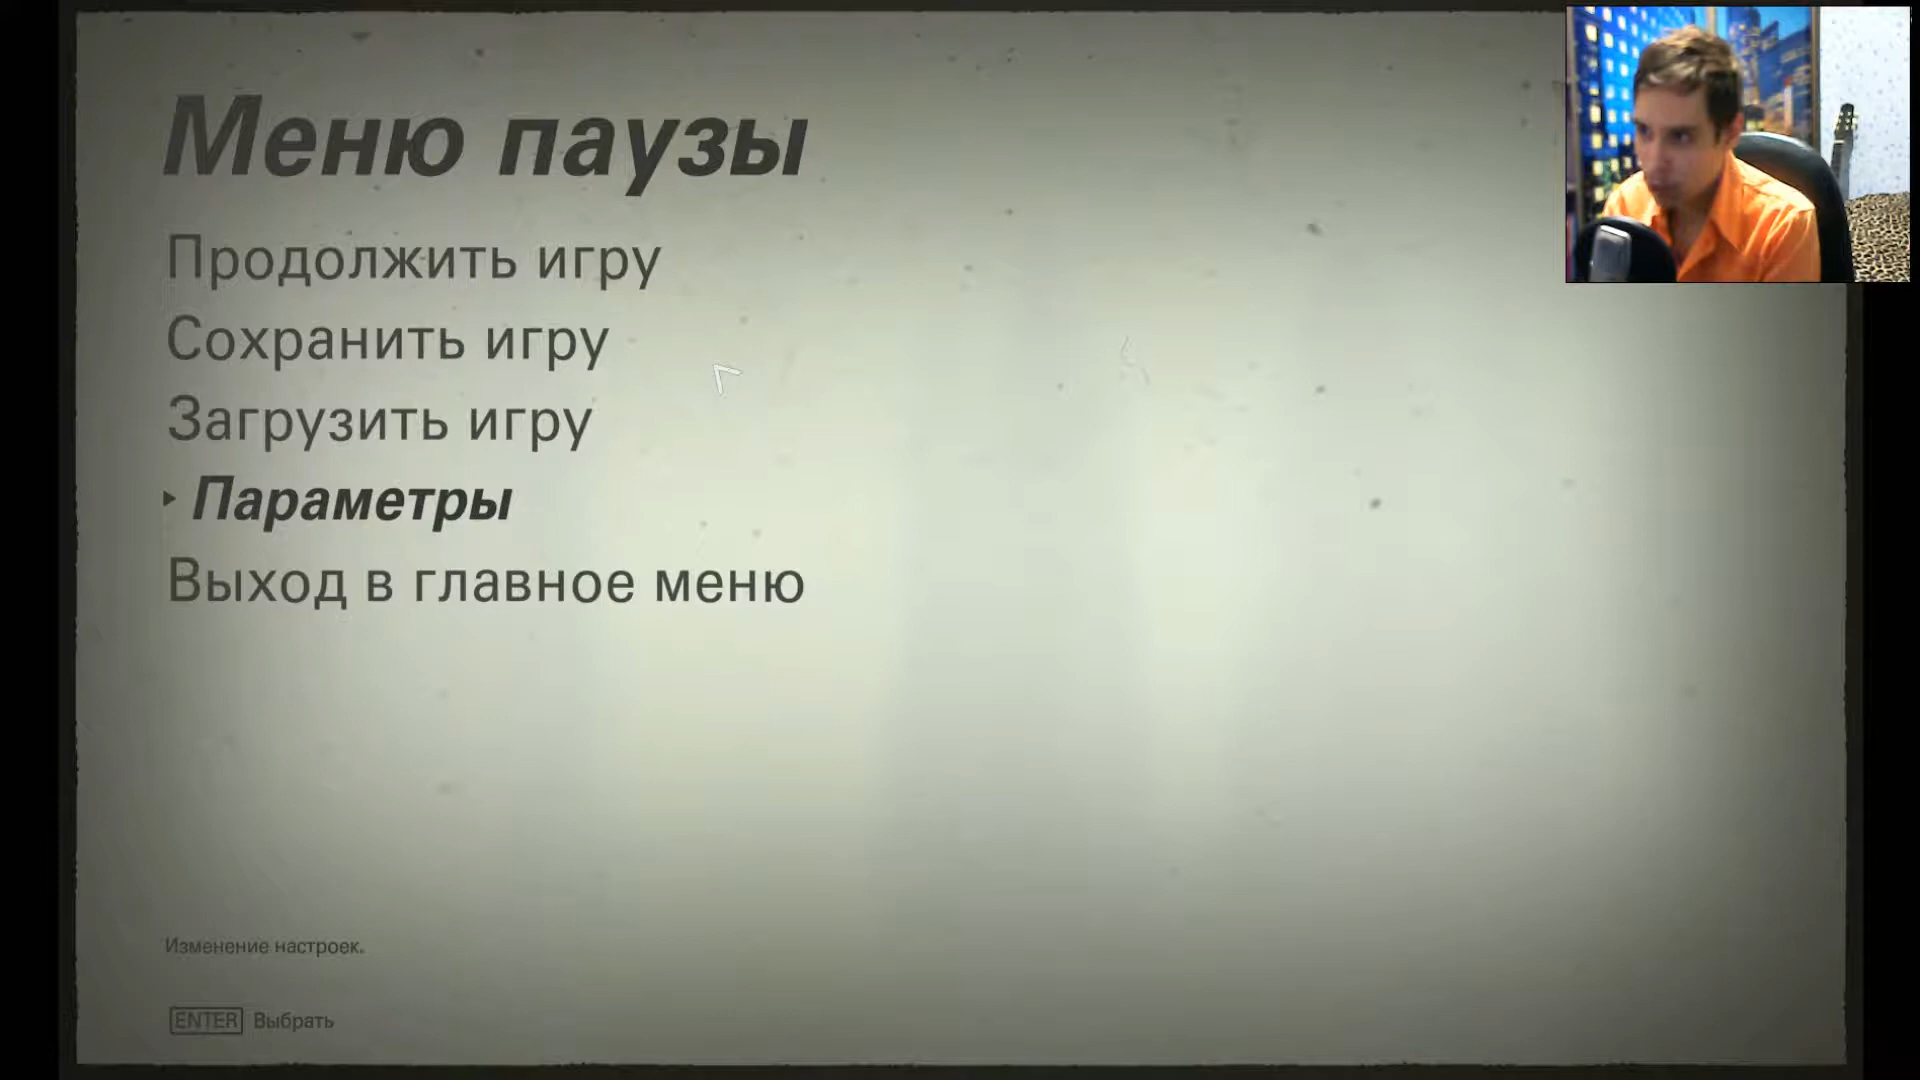 Меню паузы
Продолжить игру
Сохранить игру
Загрузить игру
Параметры
Выход в главное меню
Изменение настроек.
ENTER Выбрать